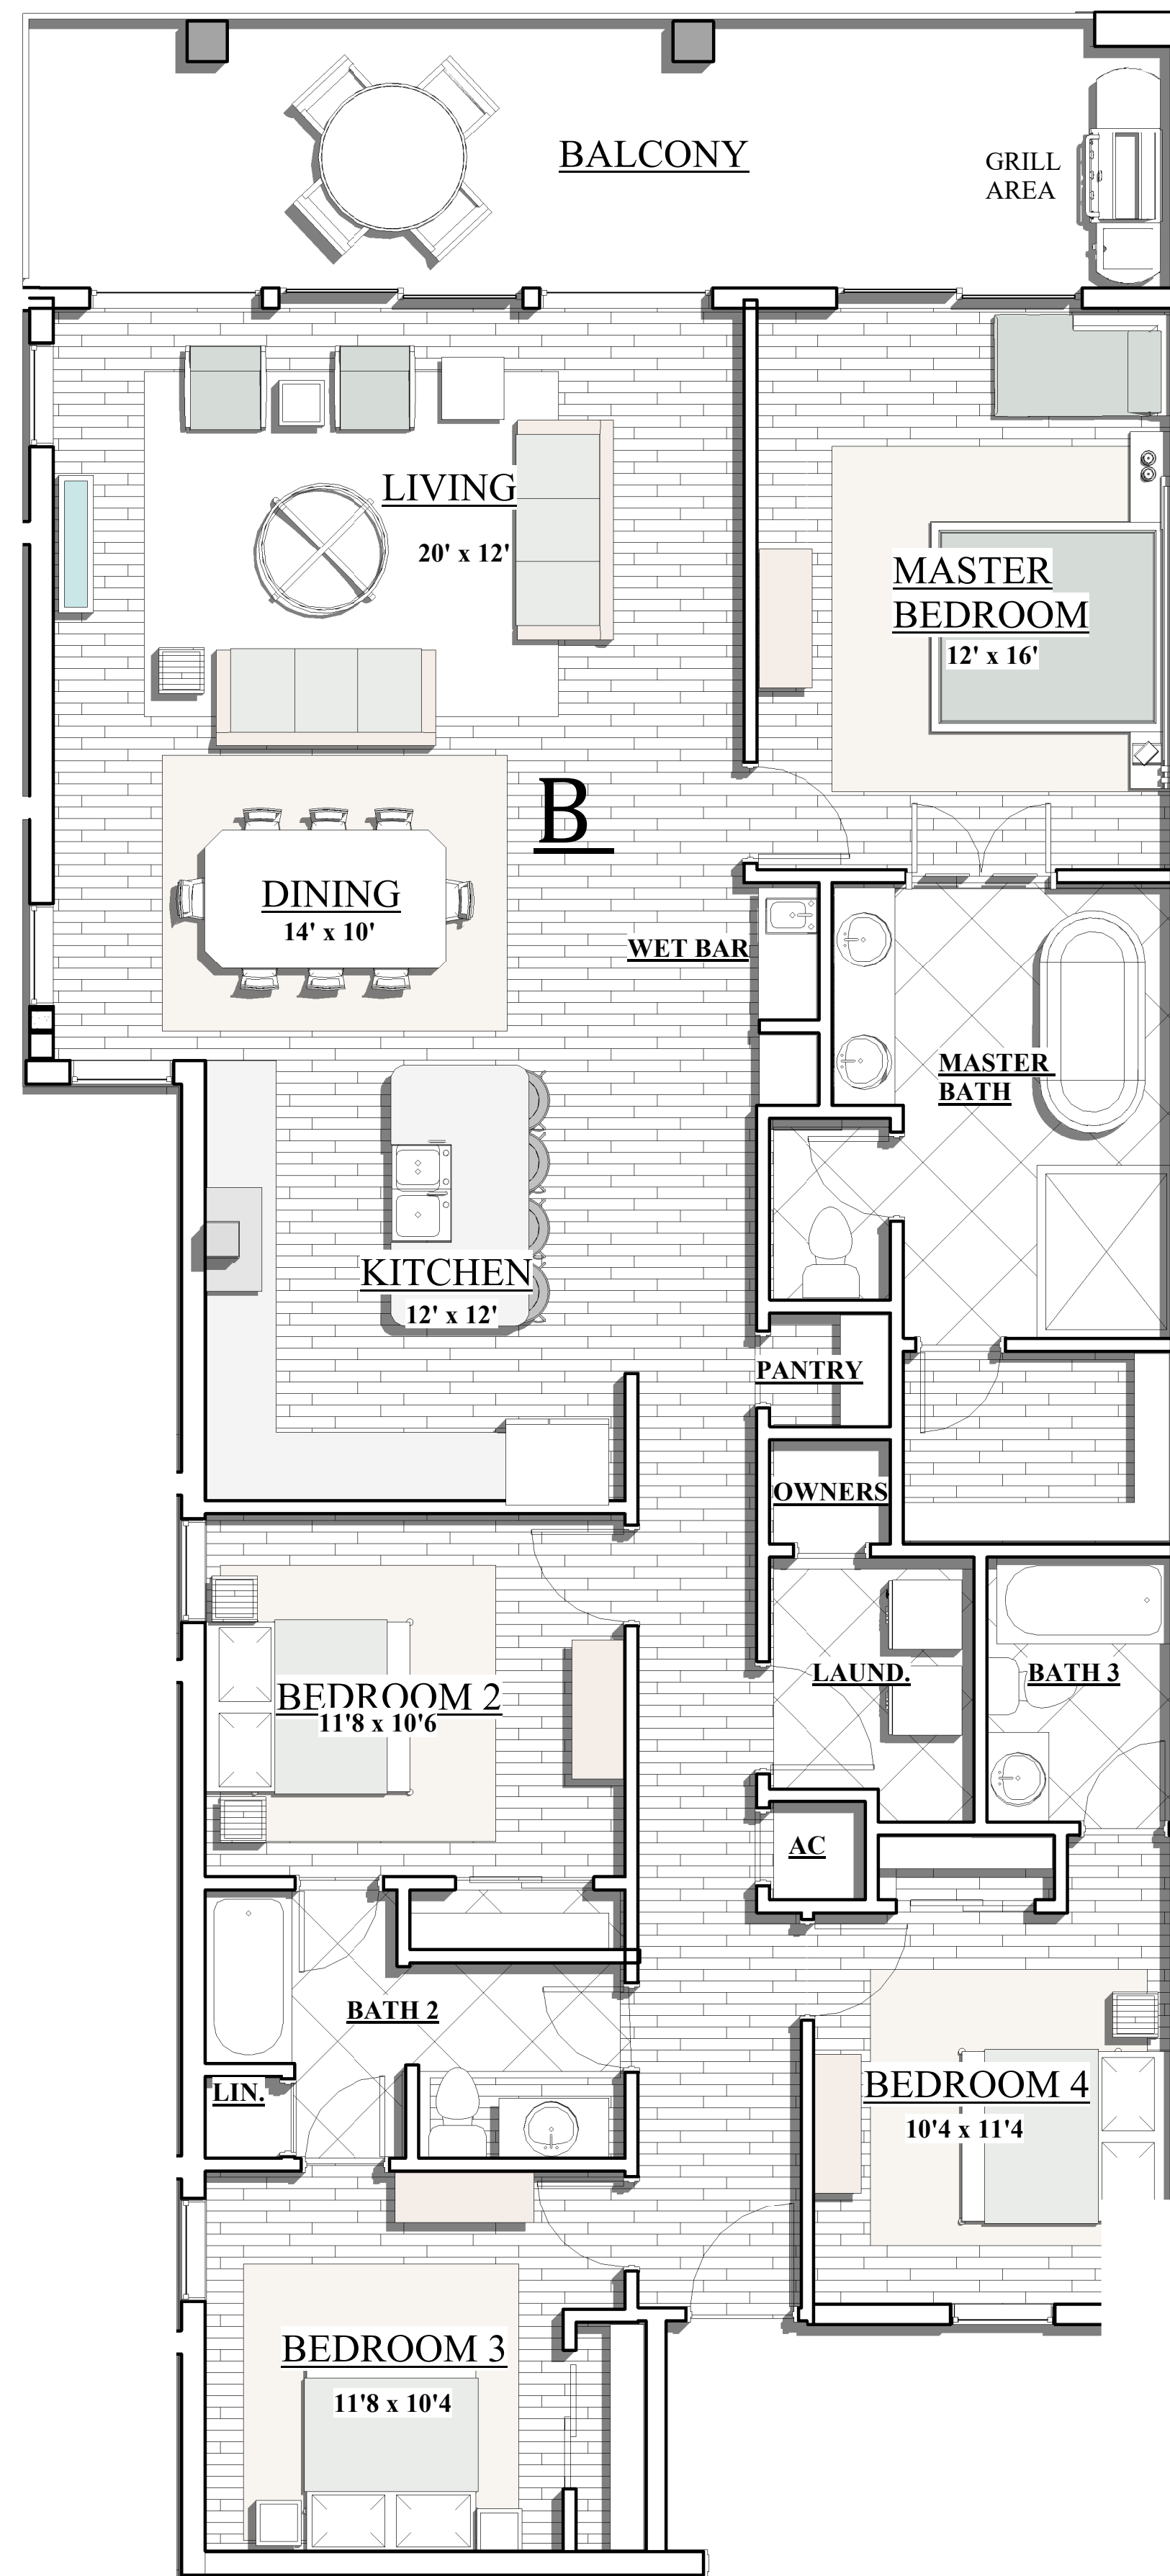 BALCONY
GRILL
AREA
LIVING
20' x 12'
MASTER
BEDROOM
12' x 16'
B
DINING
14' x 10'
WET BAR
MASTER
BATH
KITCHEN
12' x 12'
PANTRY
OWNERS
BEDROOM 2
11'8 x 10'6
LAUND.
BATH 3
AC
BATH 2
LIN.
BEDROOM 4
10'4 x 11'4
BEDROOM 3
11'8 x 10'4